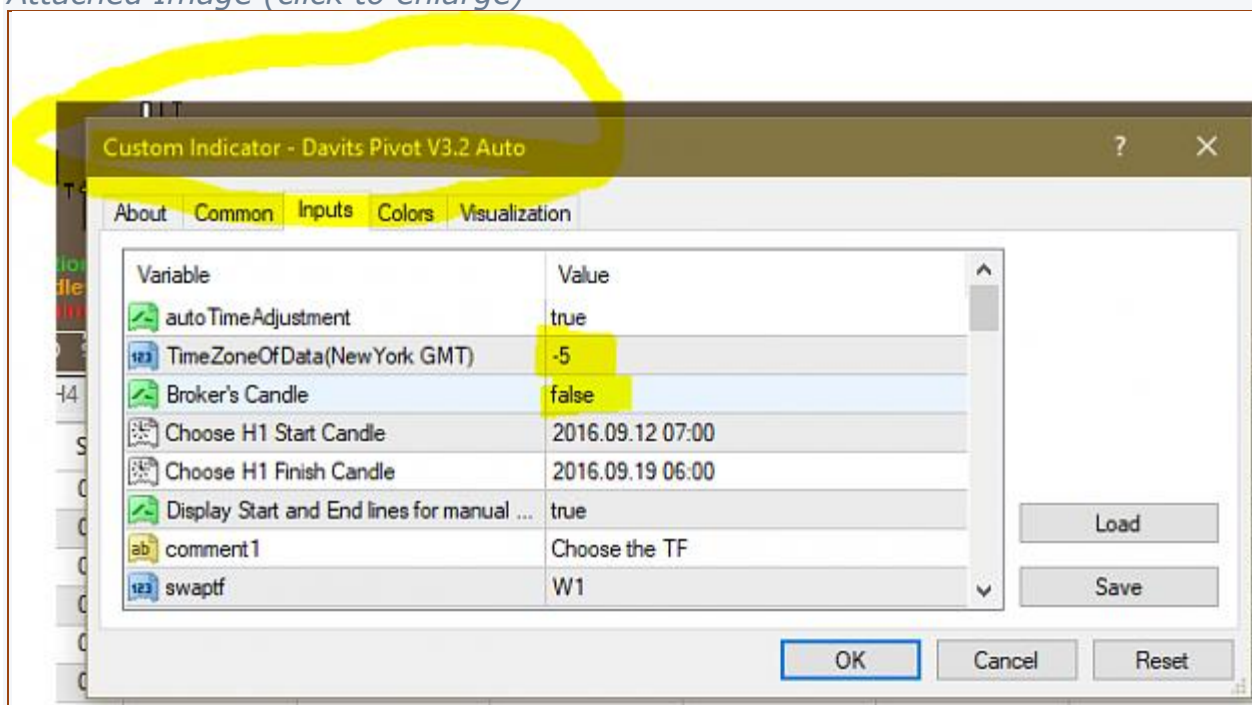 Attached Image (click to enlarge)
Custom Indicator - Davits Pivot V3.2 Auto ? X
About Common Inputs Colors Visualization
Variable Value
autoTimeAdjustment true
TimeZoneOfData(NewYork GMT) -5
Broker's Candle false
H4
Choose H1 Start Candle 2016.09.12 07:00
Choose H1 Finish Candle 2016.09.19 06:00
Display Start and End lines for manual ... true
comment1 Choose the TF
swaptf W1
Load
Save
OK Cancel Reset